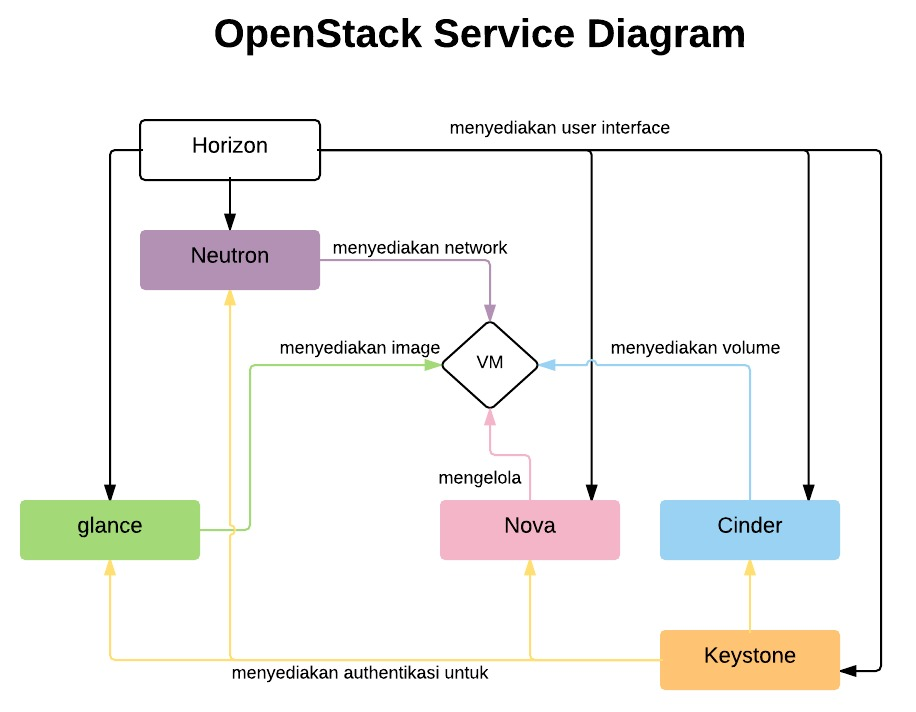 OpenStack Service Diagram
menyediakan user interface
Horizon
menyediakan network
Neutron
menyediakan image
VM
menyediakan volume
mengelola
glance
Nova
Cinder
Keystone
menyediakan authentikasi untuk